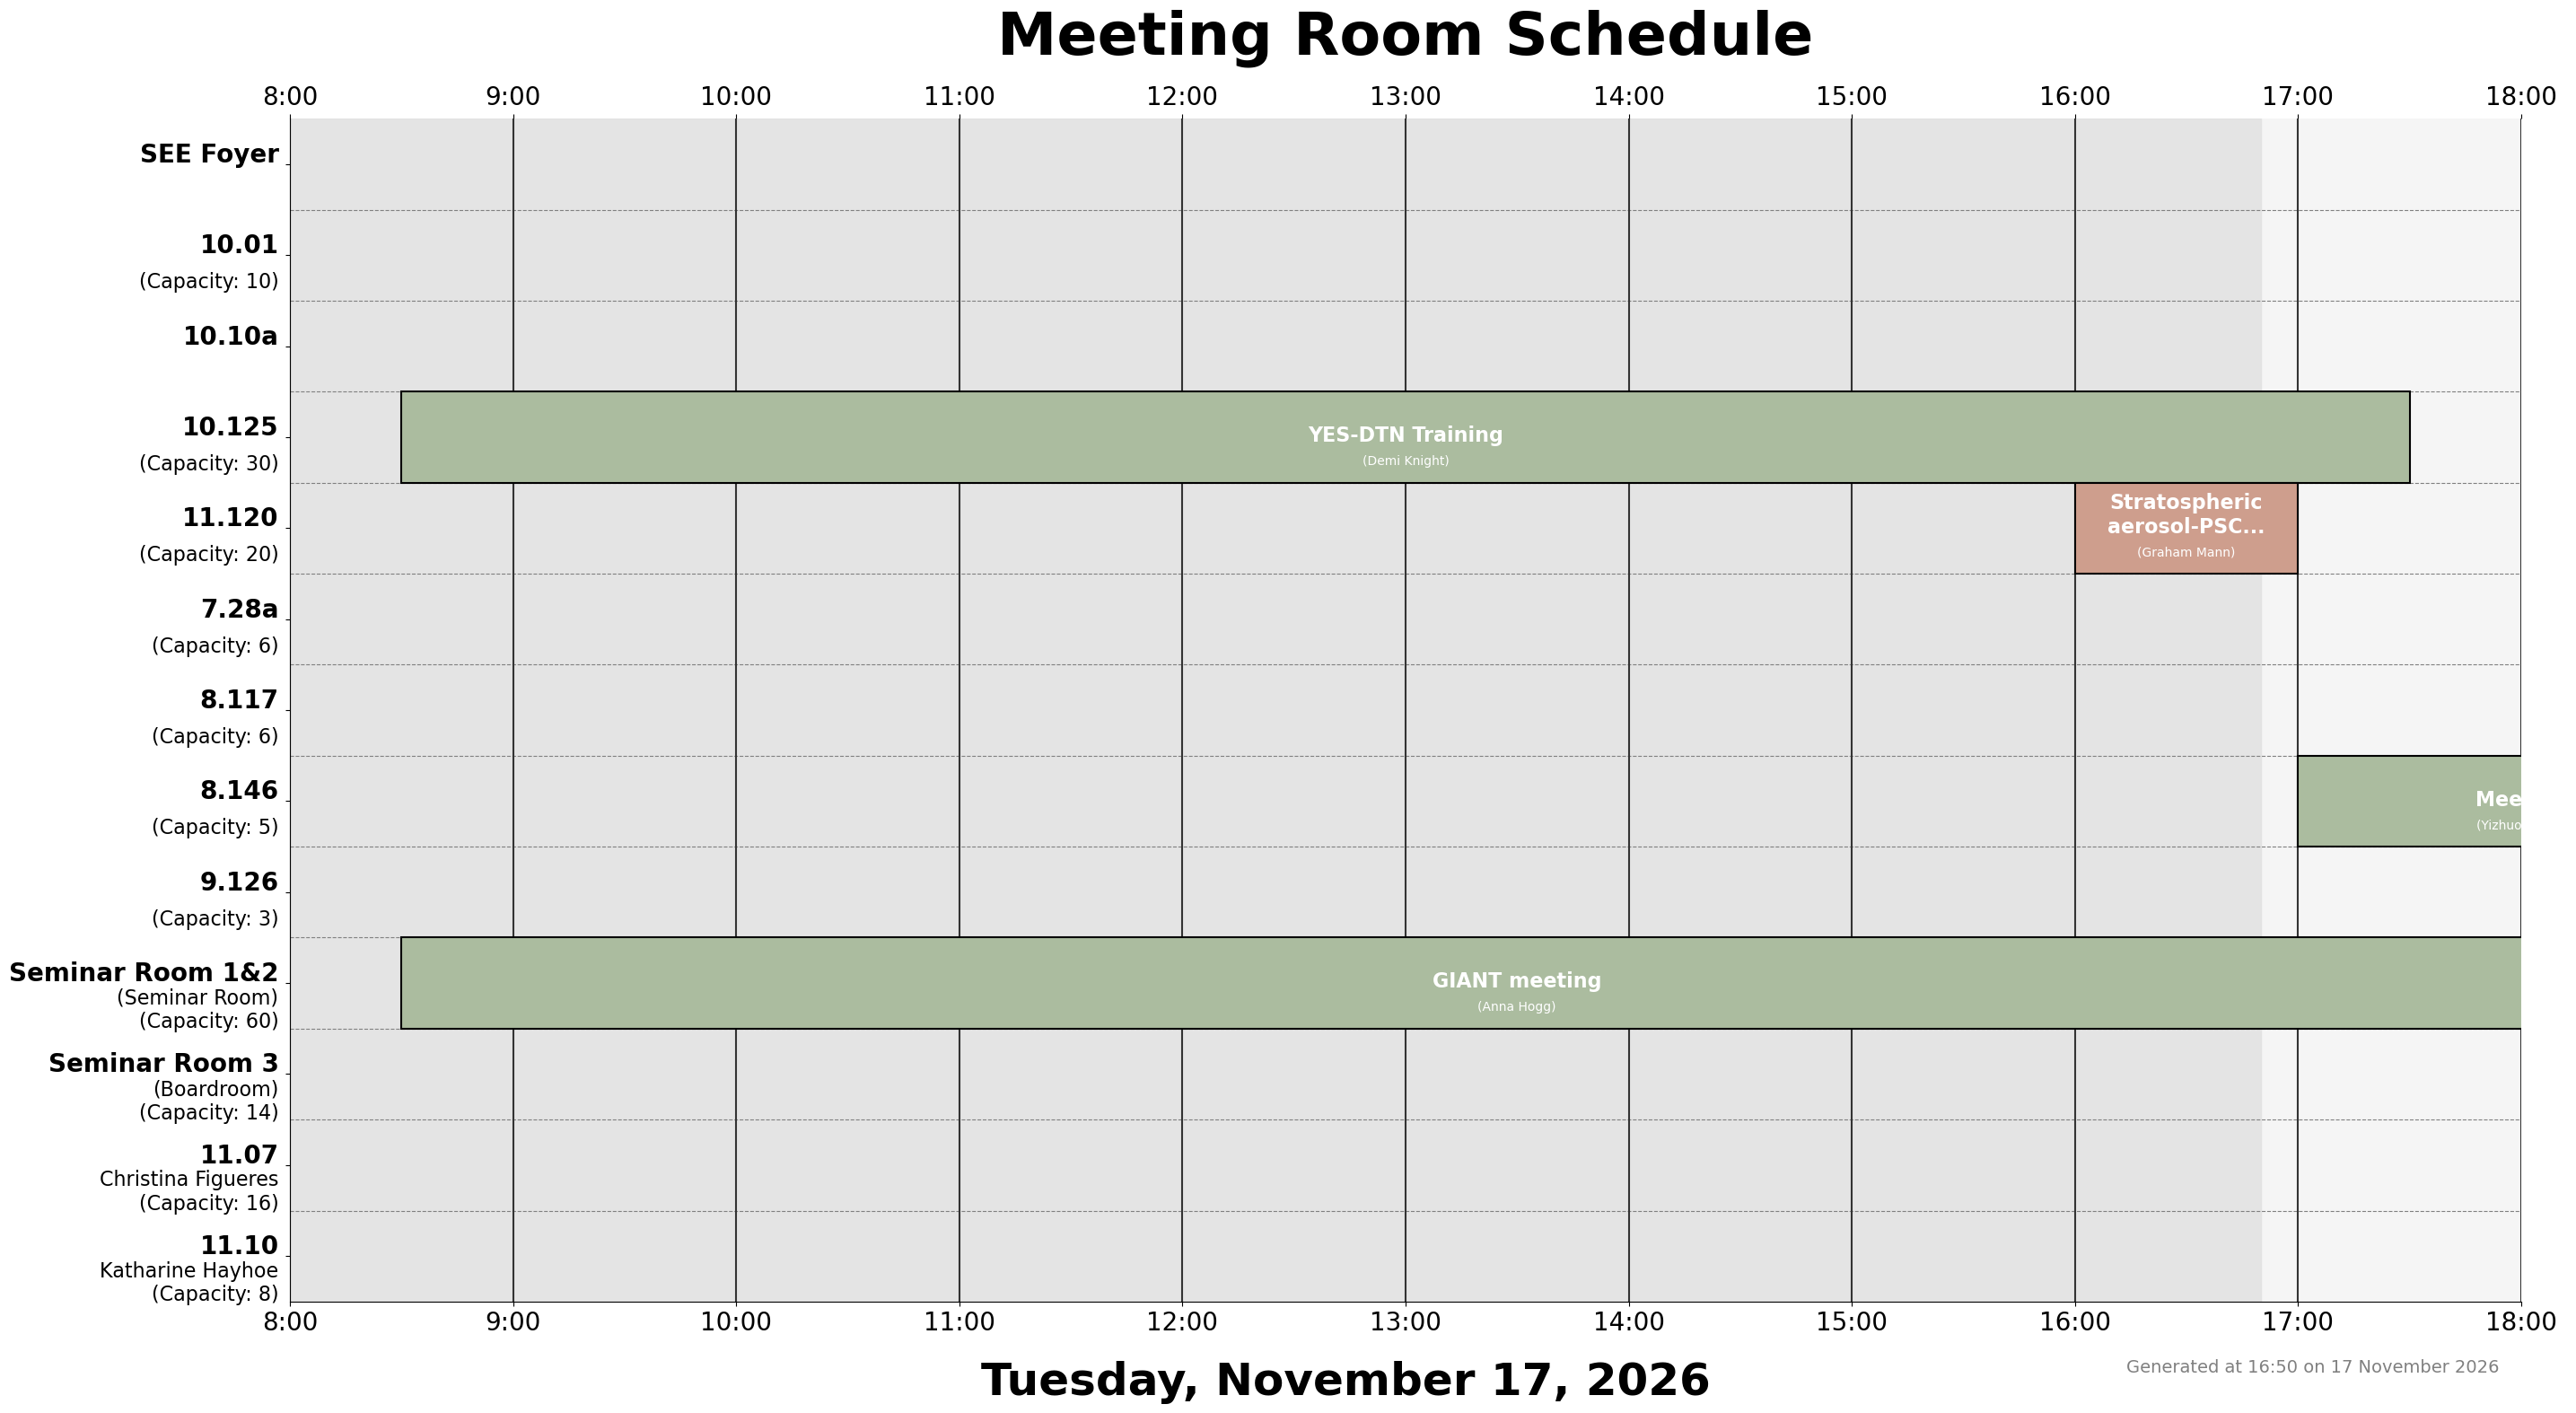 Meeting Room Schedule
8:00 9:00 10:00 11:00 12:00 13:00 14:00 15:00 16:00 17:00 18:00
SEE Foyer
10.01
(Capacity: 10)
10.10a
10.125
(Capacity: 30)
YES-DTN Training
(Demi Knight)
11.120
(Capacity: 20)
Stratospheric
aerosol-PSC...
(Graham Mann)
7.28a
(Capacity: 6)
8.117
(Capacity: 6)
8.146
(Capacity: 5)
Mee
(Yizhuo
9.126
(Capacity: 3)
Seminar Room 1&2
(Seminar Room)
(Capacity: 60)
GIANT meeting
(Anna Hogg)
Seminar Room 3
(Boardroom)
(Capacity: 14)
11.07
Christina Figueres
(Capacity: 16)
11.10
Katharine Hayhoe
(Capacity: 8)
8:00 9:00 10:00 11:00 12:00 13:00 14:00 15:00 16:00 17:00 18:00
Tuesday, November 17, 2026
Generated at 16:50 on 17 November 2026